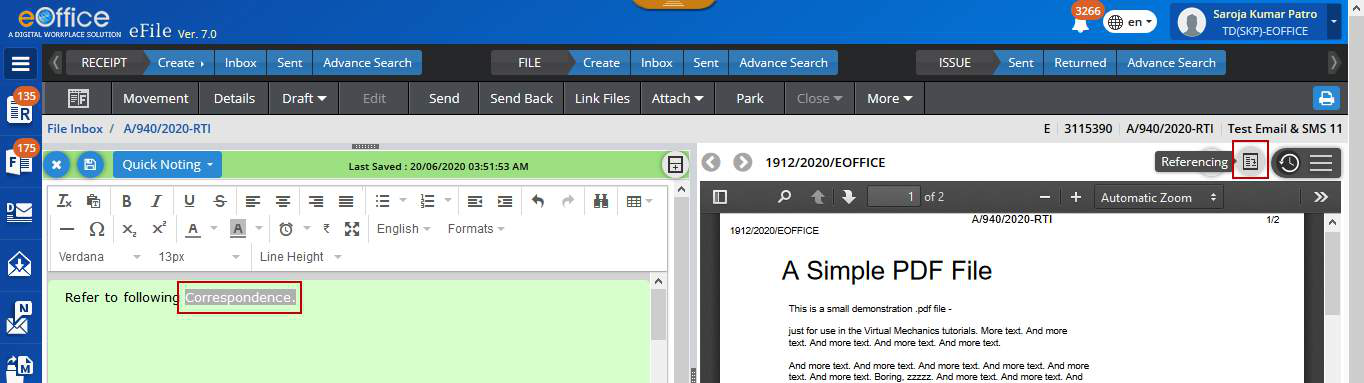 eOffice
A DIGITAL WORKPLACE SOLUTION
eFile Ver. 7.0
3266
en
Saroja Kumar Patro
TD(SKP)-EOFFICE
RECEIPT Create Inbox Sent Advance Search
FILE Create Inbox Sent Advance Search
ISSUE Sent Returned Advance Search
135
R
175
F
D
N
M
Movement Details Draft Edit Send Send Back Link Files Attach Park Close More
File Inbox / A/940/2020-RTI
E 3115390 A/940/2020-RTI Test Email & SMS 11
Quick Noting
Last Saved : 20/06/2020 03:51:53 AM
B I U S
Ω X₂ X² A A ₹ English Formats
Verdana 13px Line Height
Refer to following Correspondence.
1912/2020/EOFFICE
Referencing
1 of 2
Automatic Zoom
A/940/2020-RTI 1/2
1912/2020/EOFFICE
A Simple PDF File
This is a small demonstration .pdf file -
just for use in the Virtual Mechanics tutorials. More text. And more
text. And more text. And more text. And more text.
And more text. And more text. And more text. And more text. And more
text. And more text. Boring, zzzzz. And more text. And more text. And